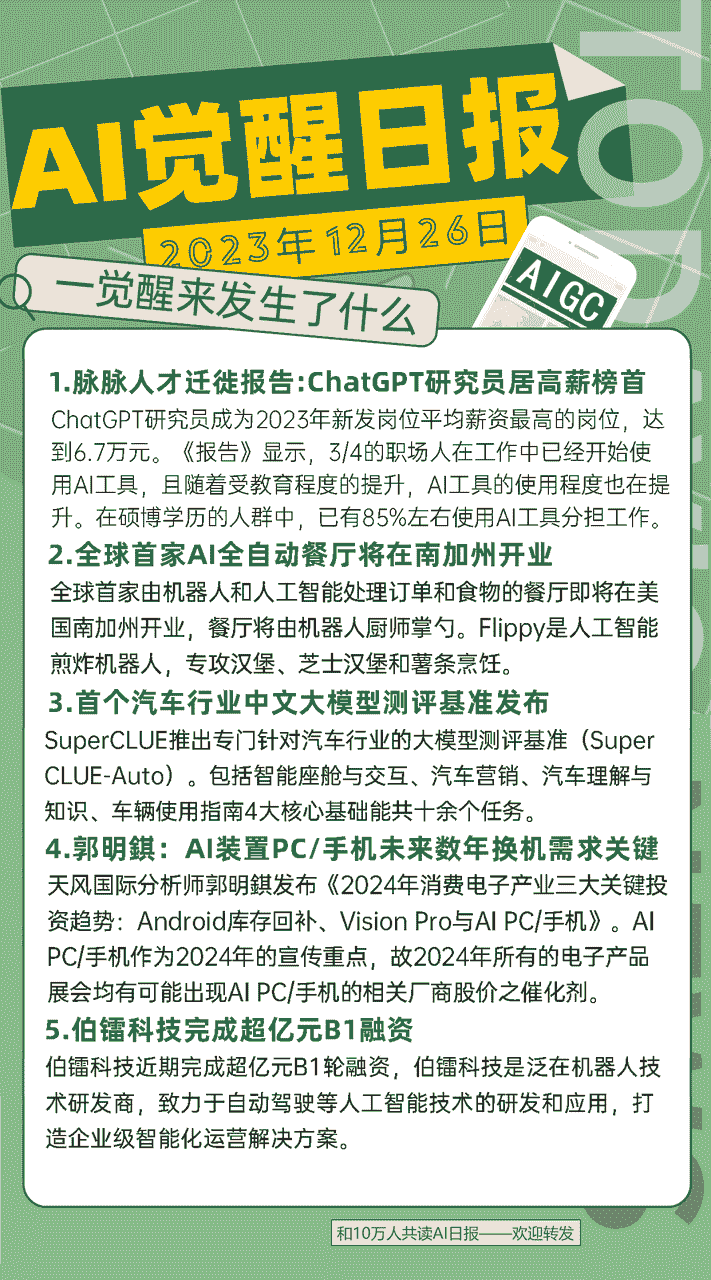 AI觉醒日报
2023年12月26日
一觉醒来发生了什么
AIGC
1.脉脉人才迁徙报告:ChatGPT研究员居高薪榜首
ChatGPT研究员成为2023年新发岗位平均薪资最高的岗位，达
到6.7万元。《报告》显示，3/4的职场人在工作中已经开始使
用AI工具，且随着受教育程度的提升，AI工具的使用程度也在提
升。在硕博学历的人群中，已有85%左右使用AI工具分担工作。
2.全球首家AI全自动餐厅将在南加州开业
全球首家由机器人和人工智能处理订单和食物的餐厅即将在美
国南加州开业，餐厅将由机器人厨师掌勺。Flippy是人工智能
煎炸机器人，专攻汉堡、芝士汉堡和薯条烹饪。
3.首个汽车行业中文大模型测评基准发布
SuperCLUE推出专门针对汽车行业的大模型测评基准（Super
CLUE-Auto）。包括智能座舱与交互、汽车营销、汽车理解与
知识、车辆使用指南4大核心基础能共十余个任务。
4.郭明錤：AI装置PC/手机未来数年换机需求关键
天风国际分析师郭明錤发布《2024年消费电子产业三大关键投
资趋势：Android库存回补、Vision Pro与AI PC/手机》。AI
PC/手机作为2024年的宣传重点，故2024年所有的电子产品
展会均有可能出现AI PC/手机的相关厂商股价之催化剂。
5.伯镭科技完成超亿元B1融资
伯镭科技近期完成超亿元B1轮融资，伯镭科技是泛在机器人技
术研发商，致力于自动驾驶等人工智能技术的研发和应用，打
造企业级智能化运营解决方案。
和10万人共读AI日报——欢迎转发